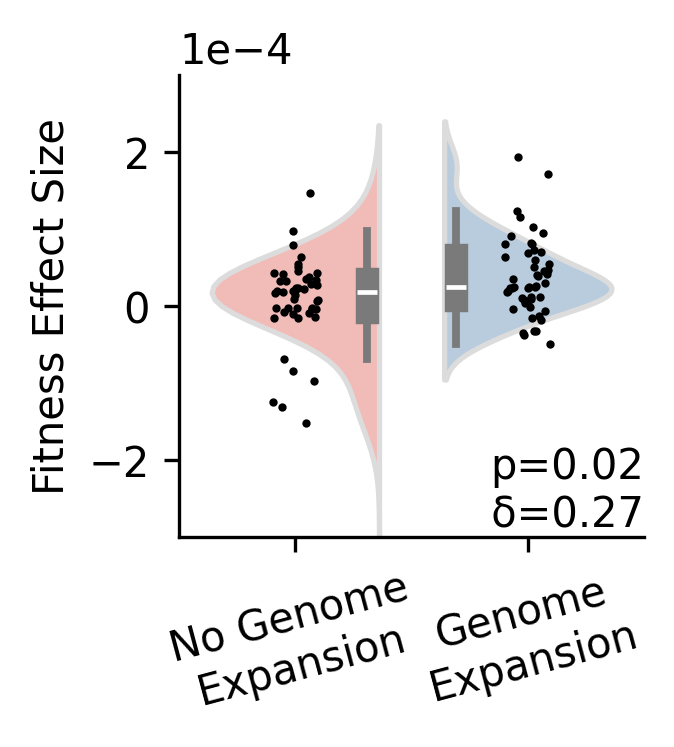 1e−4
Fitness Effect Size
2
0
−2
p=0.02
δ=0.27
No Genome
Expansion
Genome
Expansion